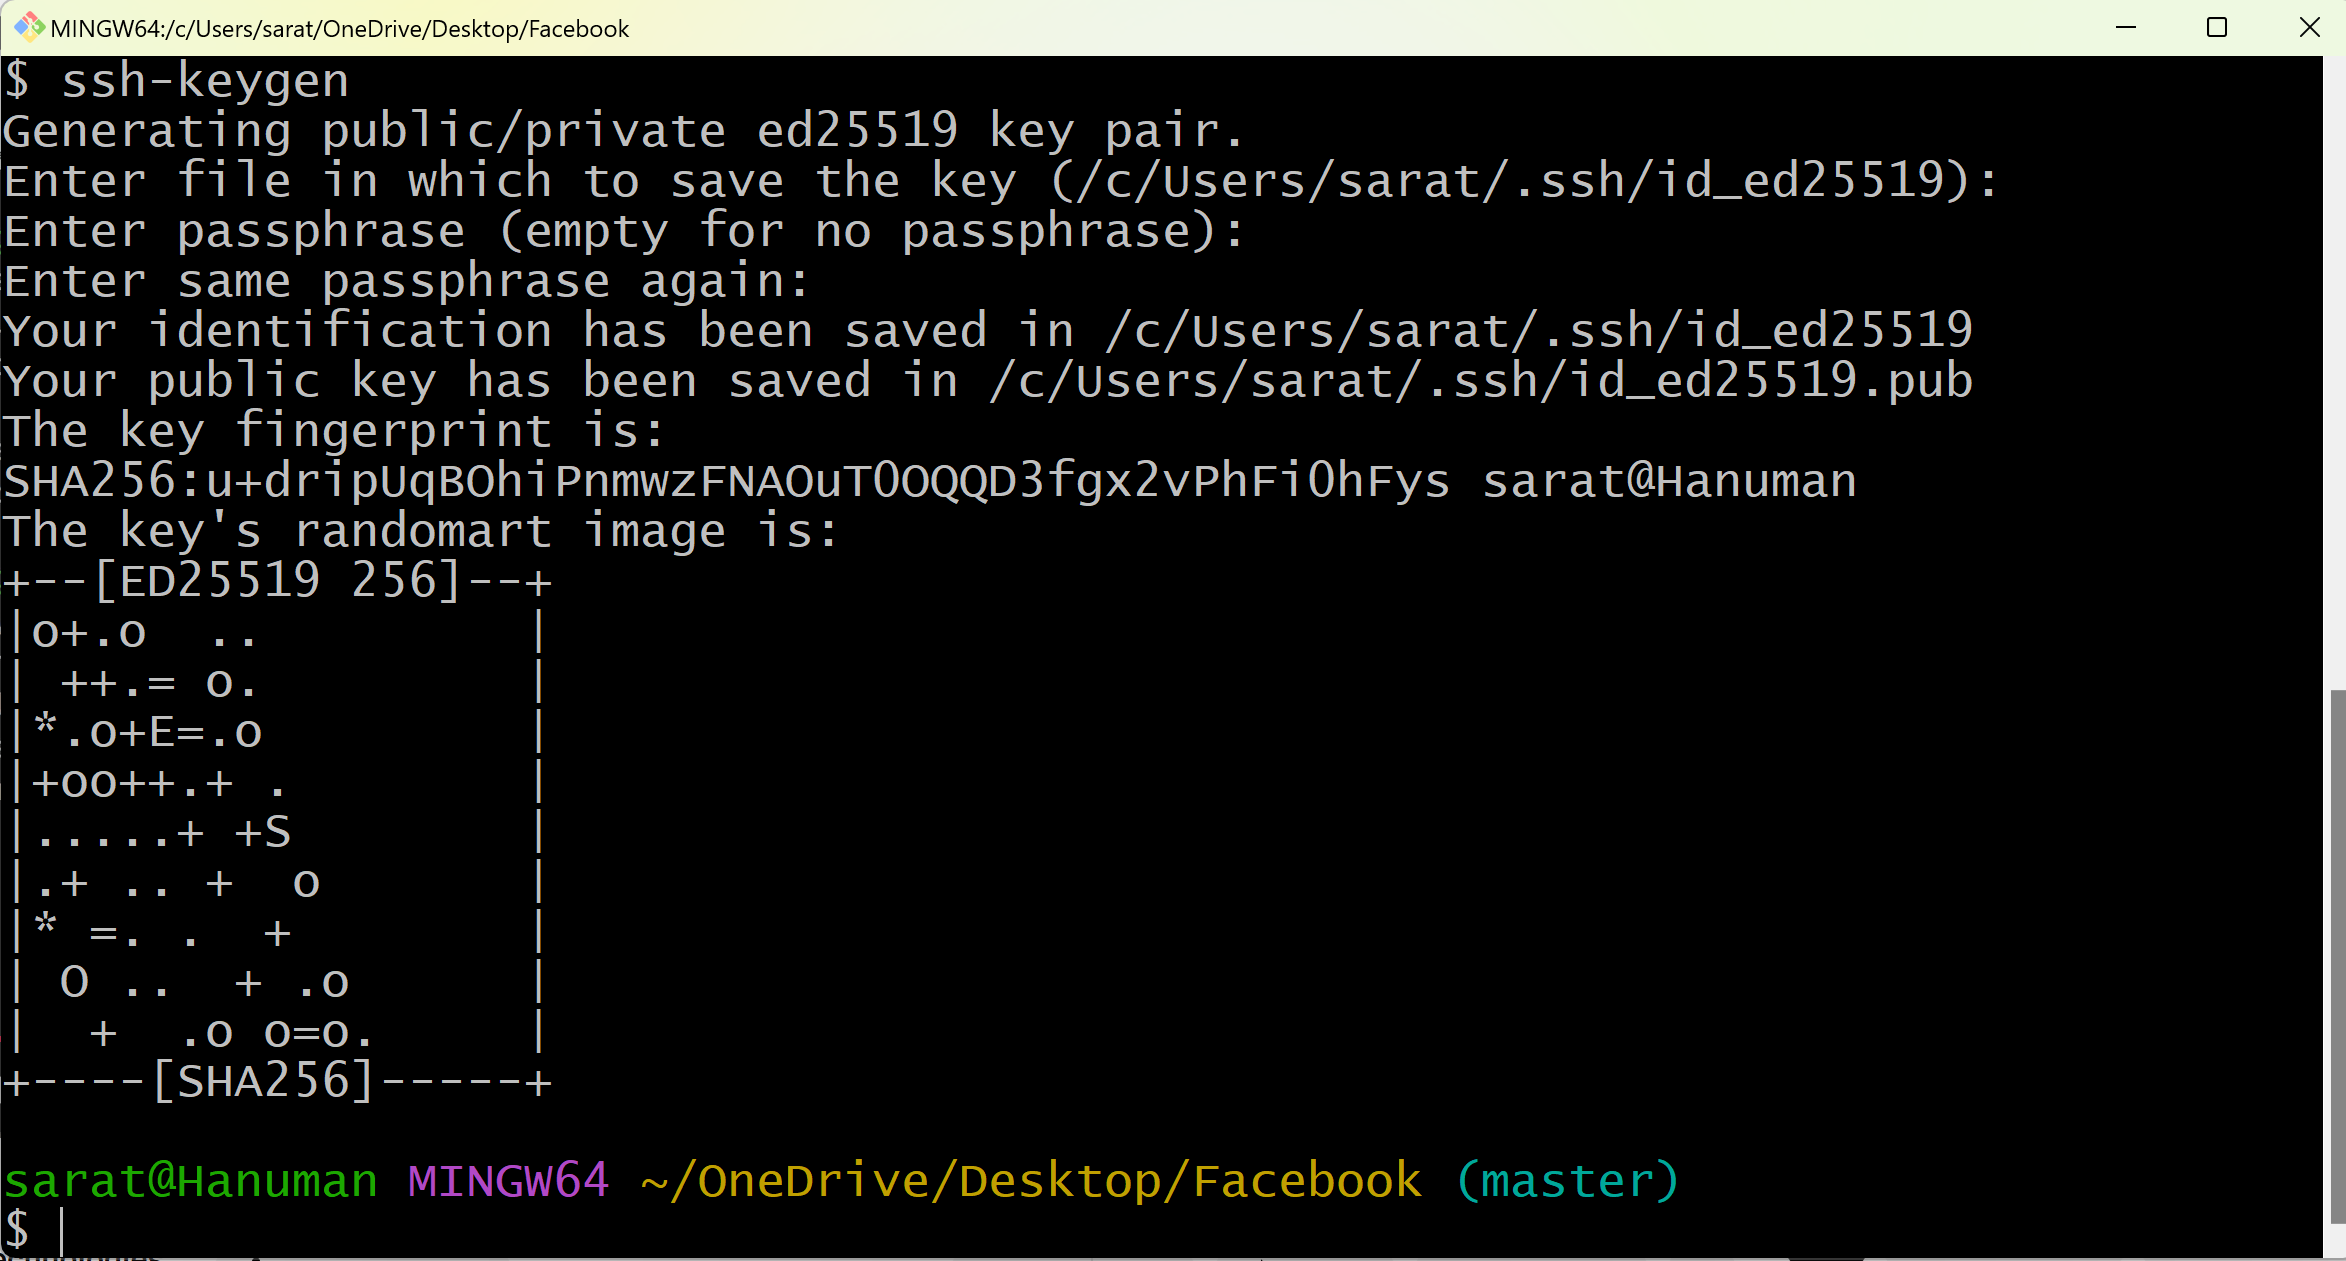 MINGW64:/c/Users/sarat/OneDrive/Desktop/Facebook
$ ssh-keygen
Generating public/private ed25519 key pair.
Enter file in which to save the key (/c/Users/sarat/.ssh/id_ed25519):
Enter passphrase (empty for no passphrase):
Enter same passphrase again:
Your identification has been saved in /c/Users/sarat/.ssh/id_ed25519
Your public key has been saved in /c/Users/sarat/.ssh/id_ed25519.pub
The key fingerprint is:
SHA256:u+dripUqBOhiPnmwzFNAOuT0OQQD3fgx2vPhFi0hFys sarat@Hanuman
The key's randomart image is:
+--[ED25519 256]--+
|o+.o  ..         |
| ++.= o.         |
|*.o+E=.o         |
|+oo++.+ .        |
|.....+ +S        |
|.+ .. +  o       |
|* =. .  +        |
| O ..  + .o      |
|  +  .o o=o.     |
+----[SHA256]-----+
sarat@Hanuman MINGW64 ~/OneDrive/Desktop/Facebook (master)
$